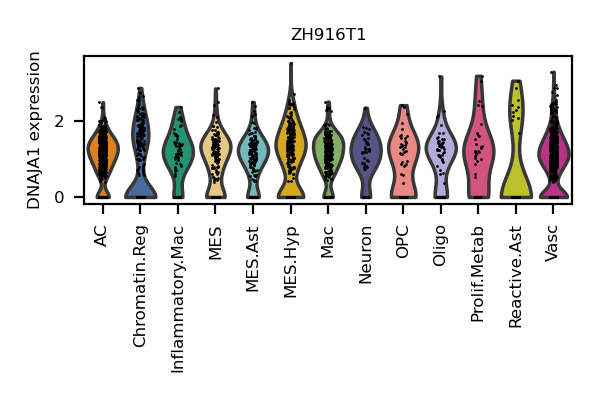 ZH916T1
DNAJA1 expression
2
0
AC
Chromatin.Reg
Inflammatory.Mac
MES
MES.Ast
MES.Hyp
Mac
Neuron
OPC
Oligo
Prolif.Metab
Reactive.Ast
Vasc